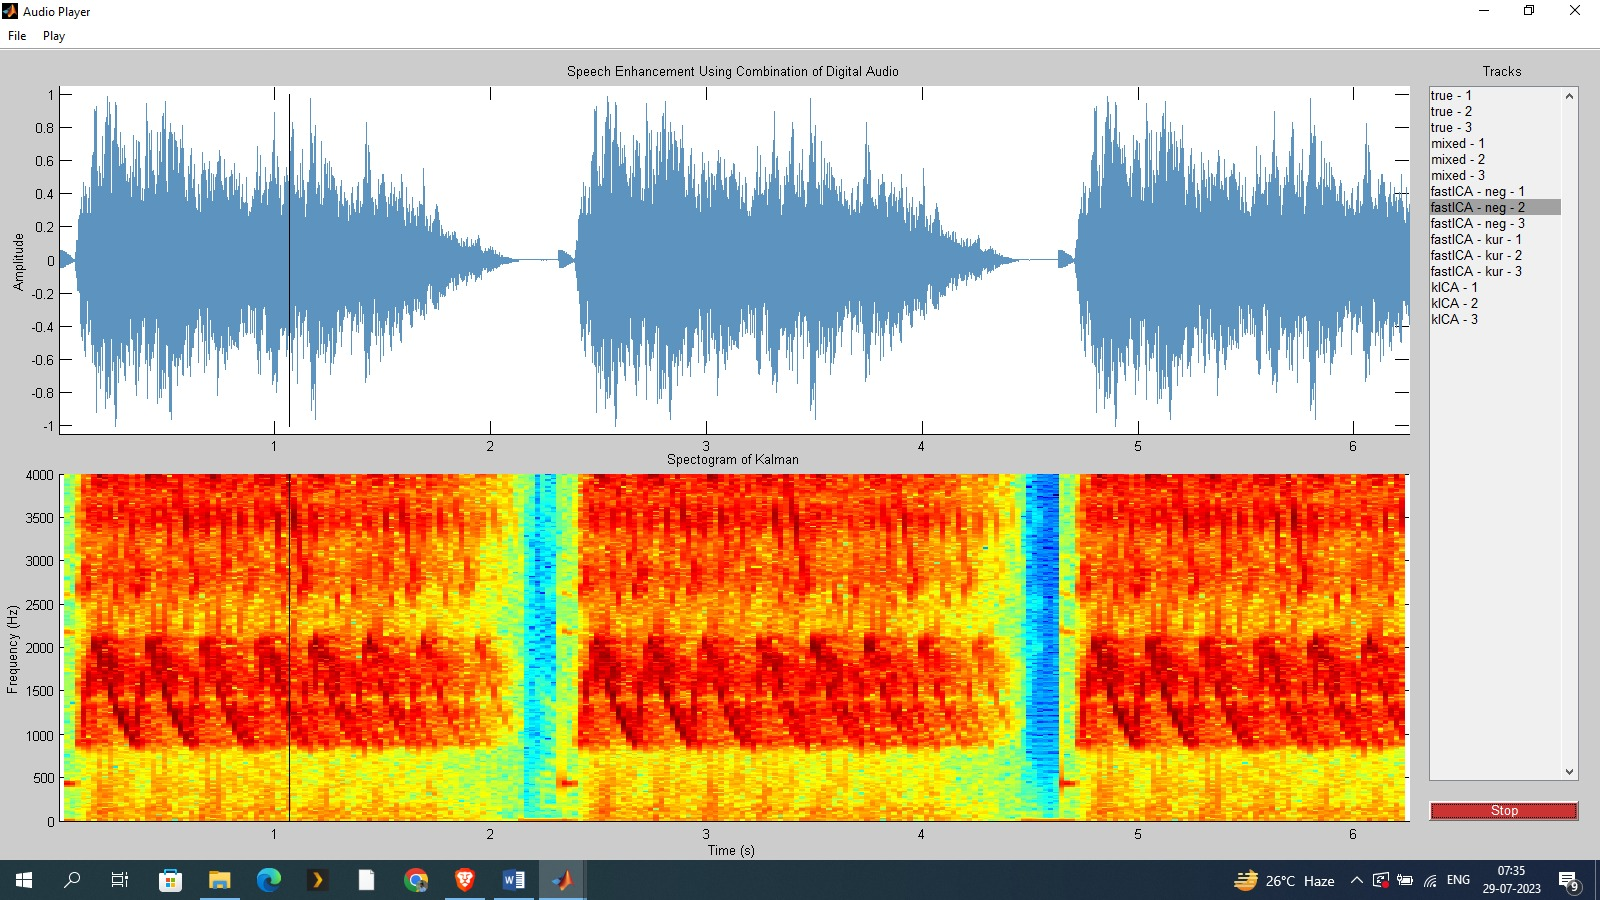 Audio Player
File Play
Speech Enhancement Using Combination of Digital Audio
1
0.8
0.6
0.4
0.2
0
-0.2
-0.4
-0.6
-0.8
-1
Amplitude
1 2 3 4 5 6
Spectogram of Kalman
4000
3500
3000
2500
2000
1500
1000
500
0
Frequency (Hz)
1 2 3 4 5 6
Time (s)
Tracks
true - 1
true - 2
true - 3
mixed - 1
mixed - 2
mixed - 3
fastICA - neg - 1
fastICA - neg - 2
fastICA - neg - 3
fastICA - kur - 1
fastICA - kur - 2
fastICA - kur - 3
kICA - 1
kICA - 2
kICA - 3
Stop
26°C Haze
ENG
07:35
29-07-2023
9